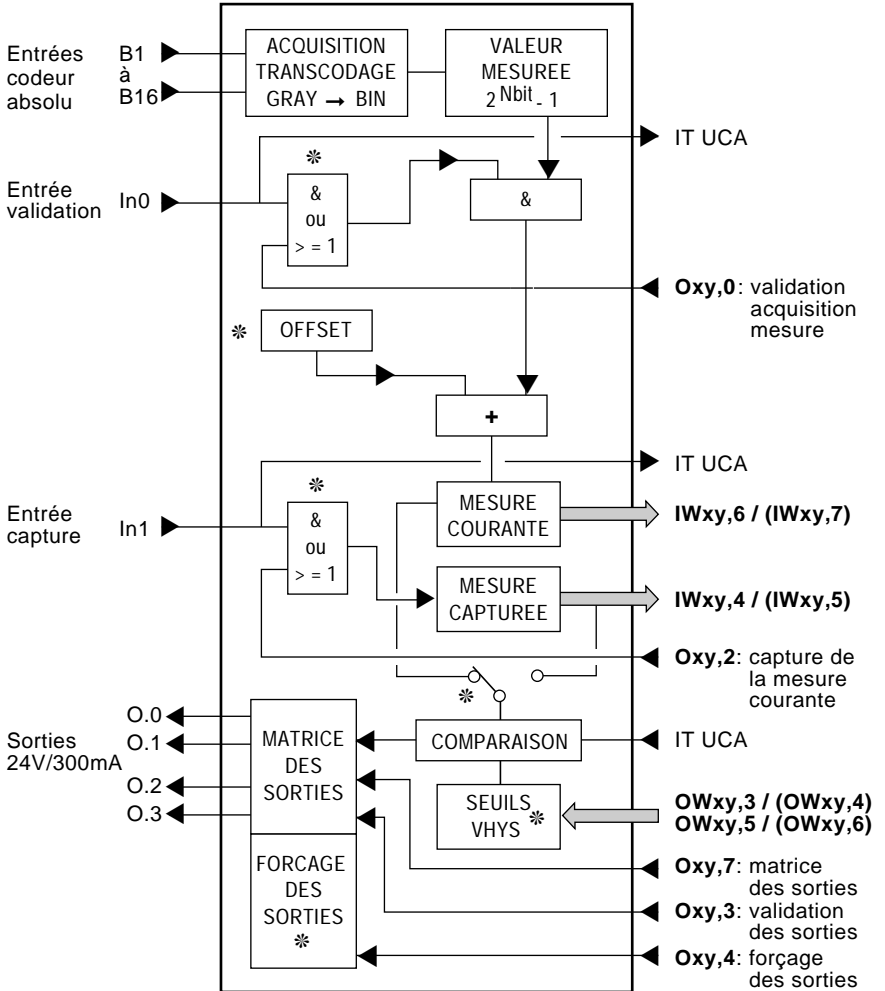 Entrées
codeur
absolu
B1
à
B16
ACQUISITION
TRANSCODAGE
GRAY → BIN
VALEUR
MESUREE
2 Nbit - 1
IT UCA
Entrée
validation
In0
&
ou
> = 1
&
Oxy,0: validation
acquisition
mesure
OFFSET
+
IT UCA
Entrée
capture
In1
&
ou
> = 1
MESURE
COURANTE
IWxy,6 / (IWxy,7)
MESURE
CAPTUREE
IWxy,4 / (IWxy,5)
Oxy,2: capture de
la mesure
courante
Sorties
24V/300mA
O.0
O.1
O.2
O.3
MATRICE
DES
SORTIES
COMPARAISON
IT UCA
SEUILS
VHYS
OWxy,3 / (OWxy,4)
OWxy,5 / (OWxy,6)
FORCAGE
DES
SORTIES
Oxy,7: matrice
des sorties
Oxy,3: validation
des sorties
Oxy,4: forçage
des sorties